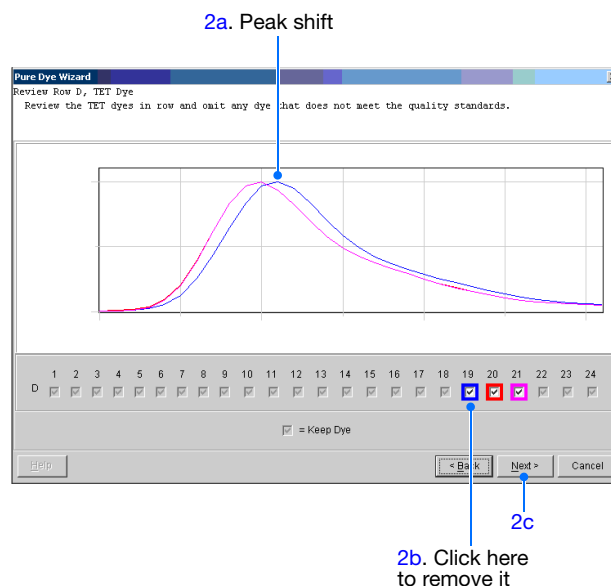 2a. Peak shift
Pure Dye Wizard
Review Row D, TET Dye
Review the TET dyes in row and omit any dye that does not meet the quality standards.
1 2 3 4 5 6 7 8 9 10 11 12 13 14 15 16 17 18 19 20 21 22 23 24
D
= Keep Dye
Help < Back Next > Cancel
2c
2b. Click here
to remove it